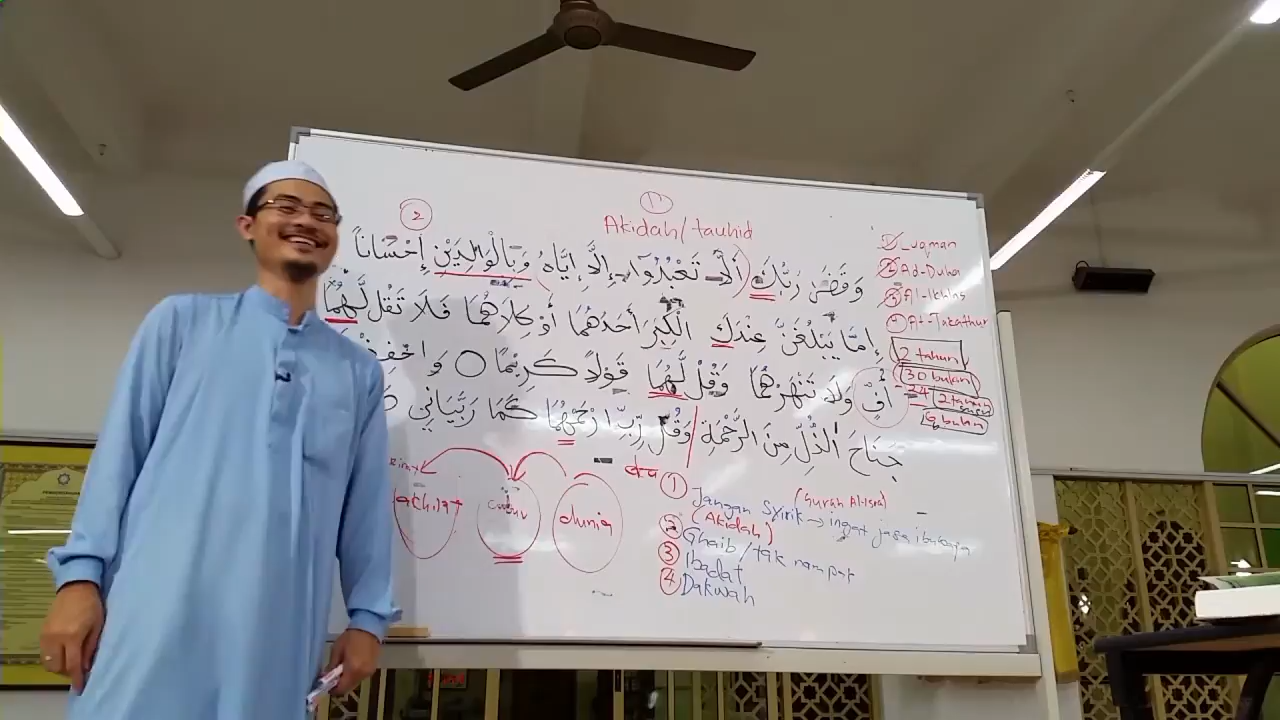 2
1
Akidah/tauhid
وَقَضَىٰ رَبُّكَ أَلَّا تَعْبُدُوا إِلَّا إِيَّاهُ وَبِالْوَالِدَيْنِ إِحْسَانًا
إِمَّا يَبْلُغَنَّ عِنْدَكَ الْكِبَرَ أَحَدُهُمَا أَوْ كِلَاهُمَا فَلَا تَقُل لَّهُمَا
أُفٍّ وَلَا تَنْهَرْهُمَا وَقُلْ لَّهُمَا قَوْلًا كَرِيمًا ○ وَاخْفِضْ
جَنَاحَ الذُّلِّ مِنَ الرَّحْمَةِ وَقُلْ رَّبِّ ارْحَمْهُمَا كَمَا رَبَّيَانِي
1 Luqman
2 Ad-Duha
3 Al-Ikhlas
4 At-Takathur
2 tahun
30 bulan
- 24 2 tahun
6 bulan
akhirat
dunia
1 Jangan Syirik → ingat jasa ibubapa
(Surah Al-Isra)
(Akidah)
2 Ghaib/tak nampak
3 Ibadat
4 Dakwah